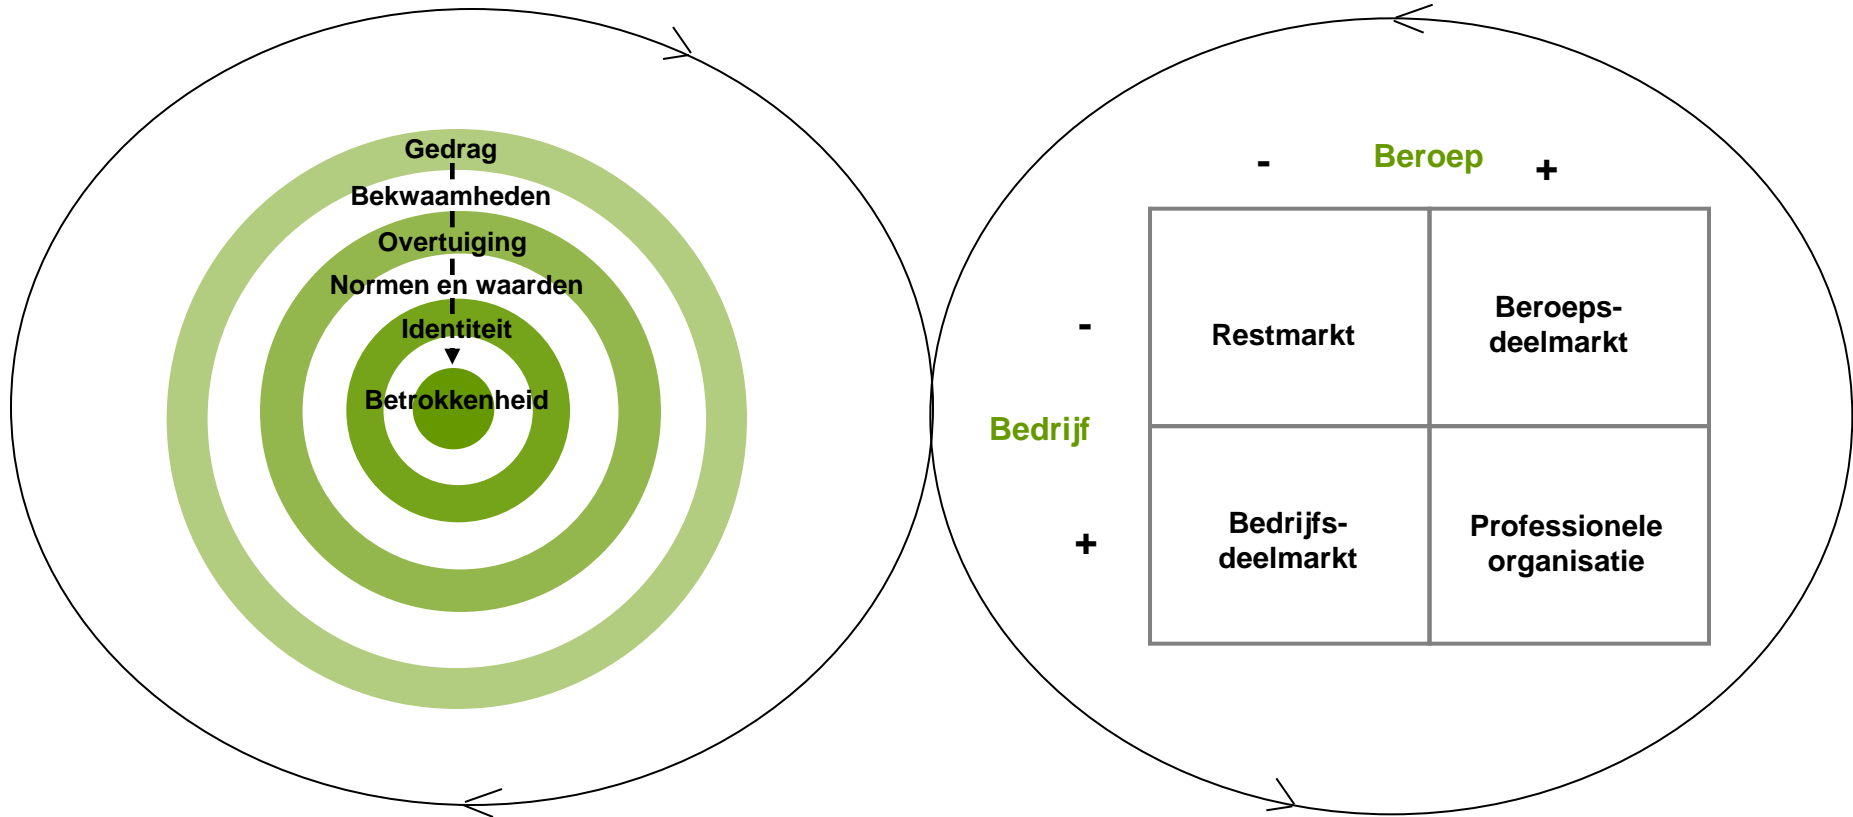 Gedrag
Bekwaamheden
Overtuiging
Normen en waarden
Identiteit
Betrokkenheid
- Beroep +
-
Bedrijf
+
Restmarkt
Beroeps-
deelmarkt
Bedrijfs-
deelmarkt
Professionele
organisatie